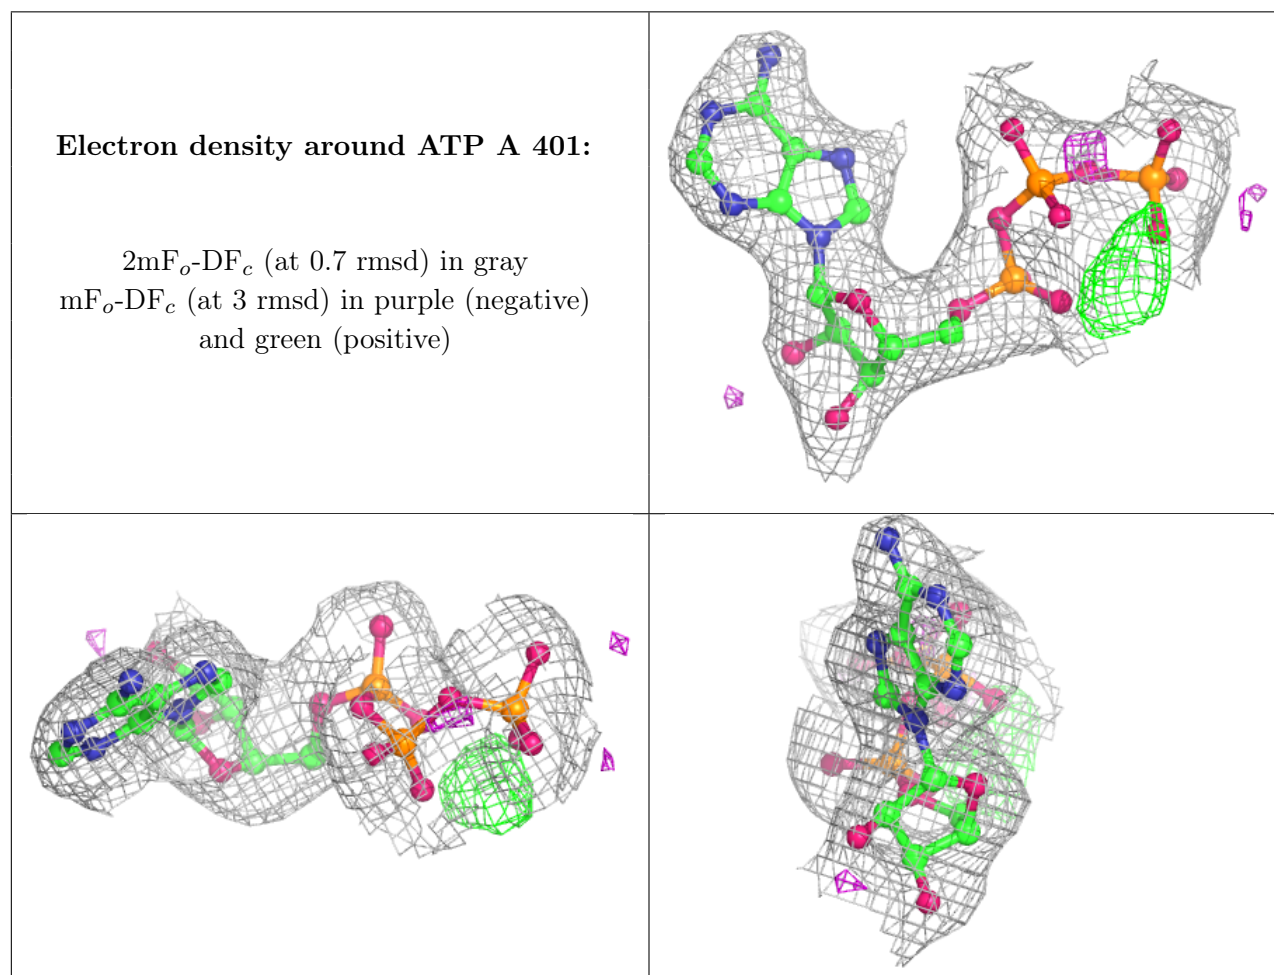 Electron density around ATP A 401:
2mFo-DFc (at 0.7 rmsd) in gray
mFo-DFc (at 3 rmsd) in purple (negative)
and green (positive)